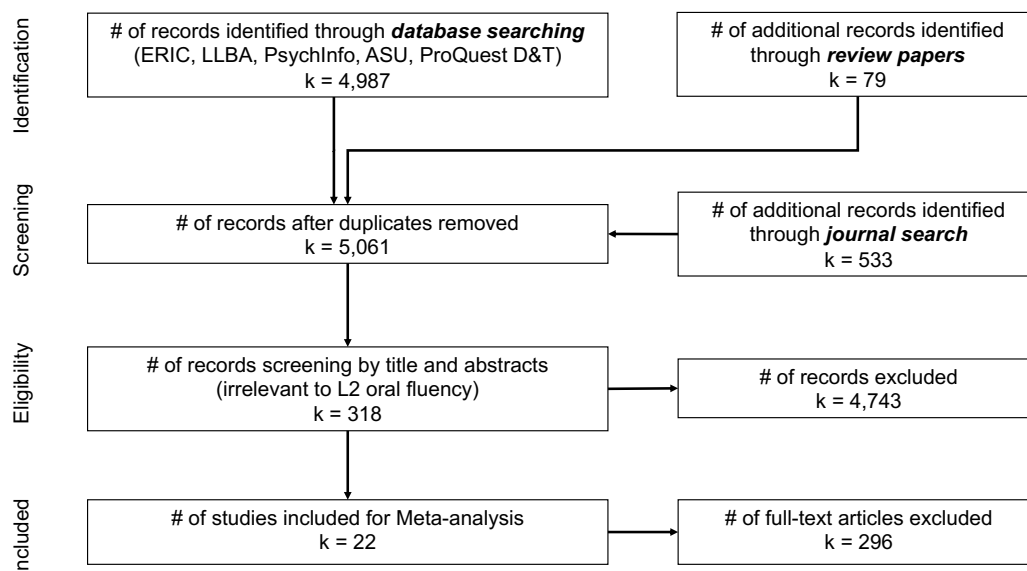 Identification
# of records identified through database searching
(ERIC, LLBA, PsychInfo, ASU, ProQuest D&T)
k = 4,987
# of additional records identified
through review papers
k = 79
Screening
# of records after duplicates removed
k = 5,061
# of additional records identified
through journal search
k = 533
Eligibility
# of records screening by title and abstracts
(irrelevant to L2 oral fluency)
k = 318
# of records excluded
k = 4,743
Included
# of studies included for Meta-analysis
k = 22
# of full-text articles excluded
k = 296